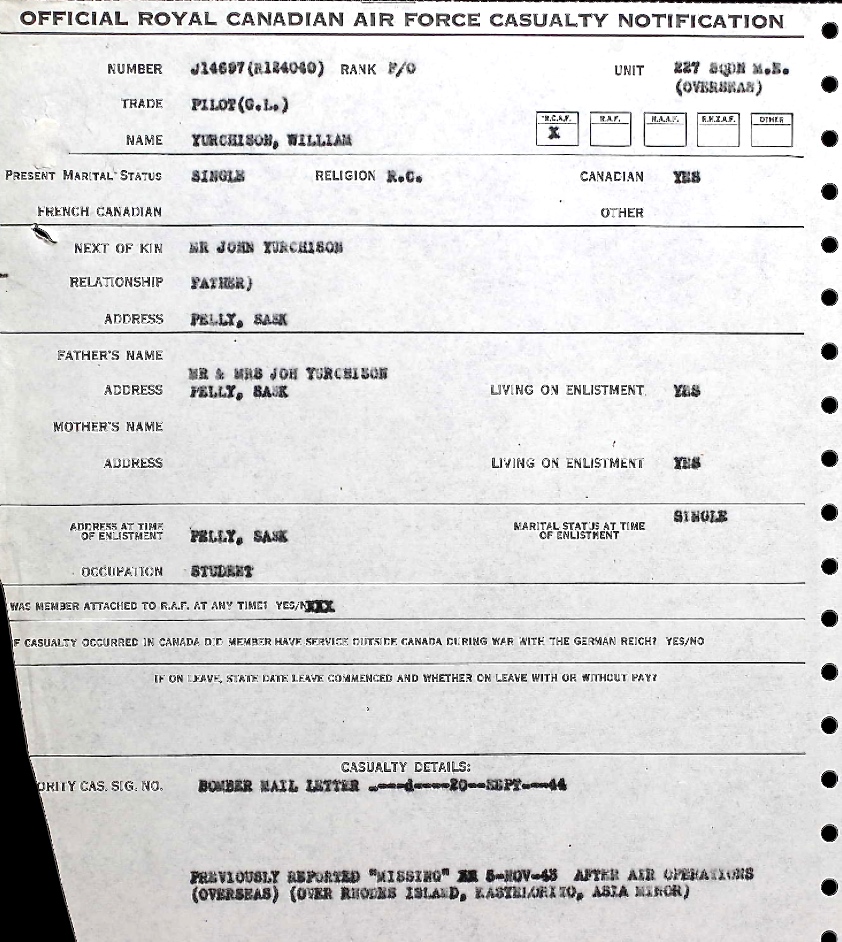 OFFICIAL ROYAL CANADIAN AIR FORCE CASUALTY NOTIFICATION
NUMBER J14697(R124040) RANK F/O UNIT 227 SQDN M.E.
(OVERSEAS)
TRADE PILOT(G.L.)
R.C.A.F. R.A.F. R.A.A.F. R.N.Z.A.F. OTHER
X
NAME YURCHISON, WILLIAM
PRESENT MARITAL STATUS SINGLE RELIGION R.C. CANADIAN YES
FRENCH CANADIAN OTHER
NEXT OF KIN MR JOHN YURCHISON
RELATIONSHIP FATHER)
ADDRESS PELLY, SASK
FATHER'S NAME
MR & MRS JOH YURCHISON
ADDRESS PELLY, SASK LIVING ON ENLISTMENT YES
MOTHER'S NAME
ADDRESS LIVING ON ENLISTMENT YES
ADDRESS AT TIME OF ENLISTMENT PELLY, SASK MARITAL STATUS AT TIME OF ENLISTMENT SINGLE
OCCUPATION STUDENT
WAS MEMBER ATTACHED TO R.A.F. AT ANY TIME? YES/NXXX
F CASUALTY OCCURRED IN CANADA DID MEMBER HAVE SERVICE OUTSIDE CANADA DURING WAR WITH THE GERMAN REICH? YES/NO
IF ON LEAVE, STATE DATE LEAVE COMMENCED AND WHETHER ON LEAVE WITH OR WITHOUT PAY?
CASUALTY DETAILS:
ORITY CAS. SIG. NO. BOMBER MAIL LETTER .---d----20--SEPT---44
PREVIOUSLY REPORTED "MISSING" 5-NOV-43 AFTER AIR OPERATIONS
(OVERSEAS) (OVER RHODES ISLAND, KASTELORIZO, ASIA MINOR)